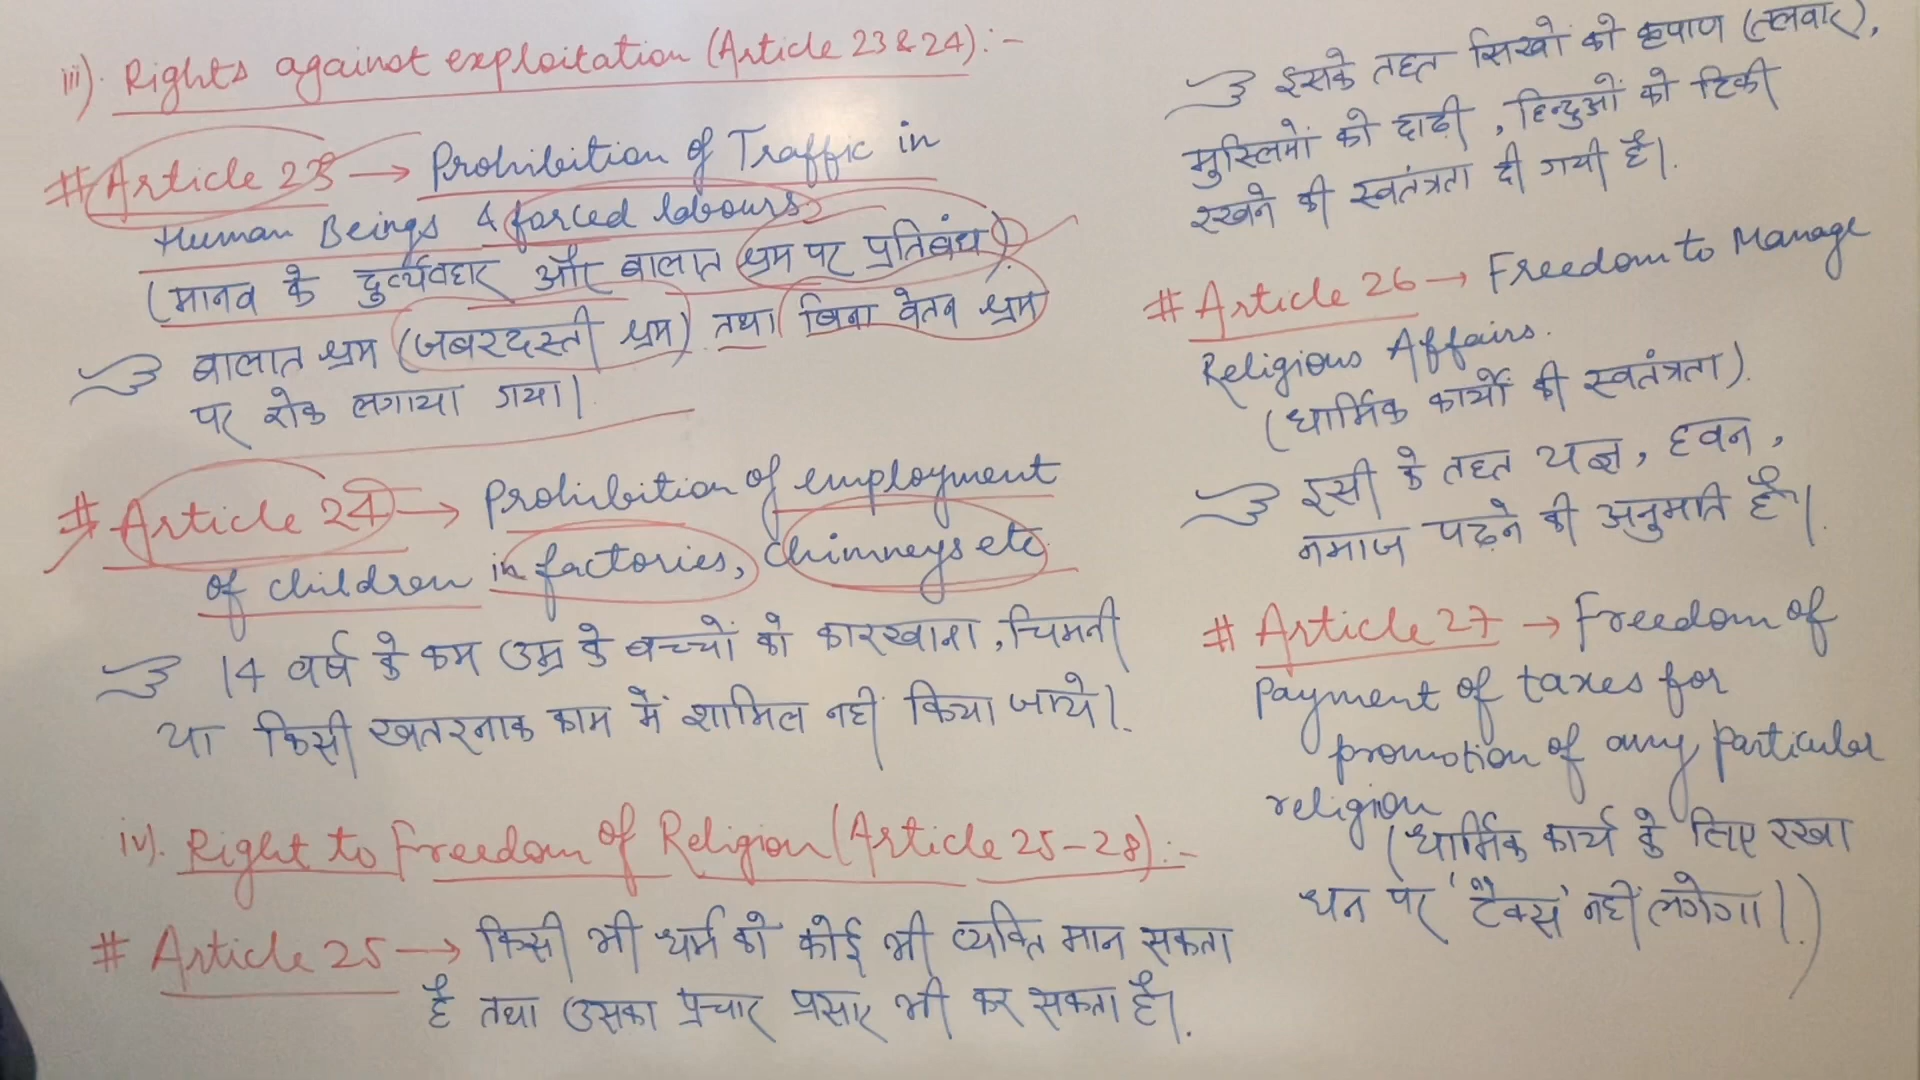 iii). Rights against exploitation (Article 23 & 24):-
# Article 23 → Prohibition of Traffic in
Human Beings & forced labours
(मानव के दुर्व्यवहार और बालात श्रम पर प्रतिबंध).
बालात श्रम (जबरदस्ती श्रम) तथा बिना वेतन श्रम
पर रोक लगाया गया।
# Article 24 → Prohibition of employment
of children in factories, chimneys etc.
14 वर्ष के कम उम्र के बच्चों को कारखाना, चिमनी
या किसी खतरनाक काम में शामिल नहीं किया जाये।.
iv). Right to Freedom of Religion (Article 25-28):-
# Article 25 → किसी भी धर्म को कोई भी व्यक्ति मान सकता
है तथा उसका प्रचार प्रसार भी कर सकता है।.
इसके तहत सिखों को कृपाण (तलवार),
मुस्लिमों को दाढ़ी, हिन्दुओं को टिकी
रखने की स्वतंत्रता दी गयी है।.
# Article 26 → Freedom to Manage
Religious Affairs.
(धार्मिक कार्यों की स्वतंत्रता).
इसी के तहत यज्ञ, हवन,
नमाज पढ़ने की अनुमति है।.
# Article 27 → Freedom of
Payment of taxes for
promotion of any particular
religion
(धार्मिक कार्य के लिए रखा
धन पर 'टैक्स' नहीं लगेगा।.)